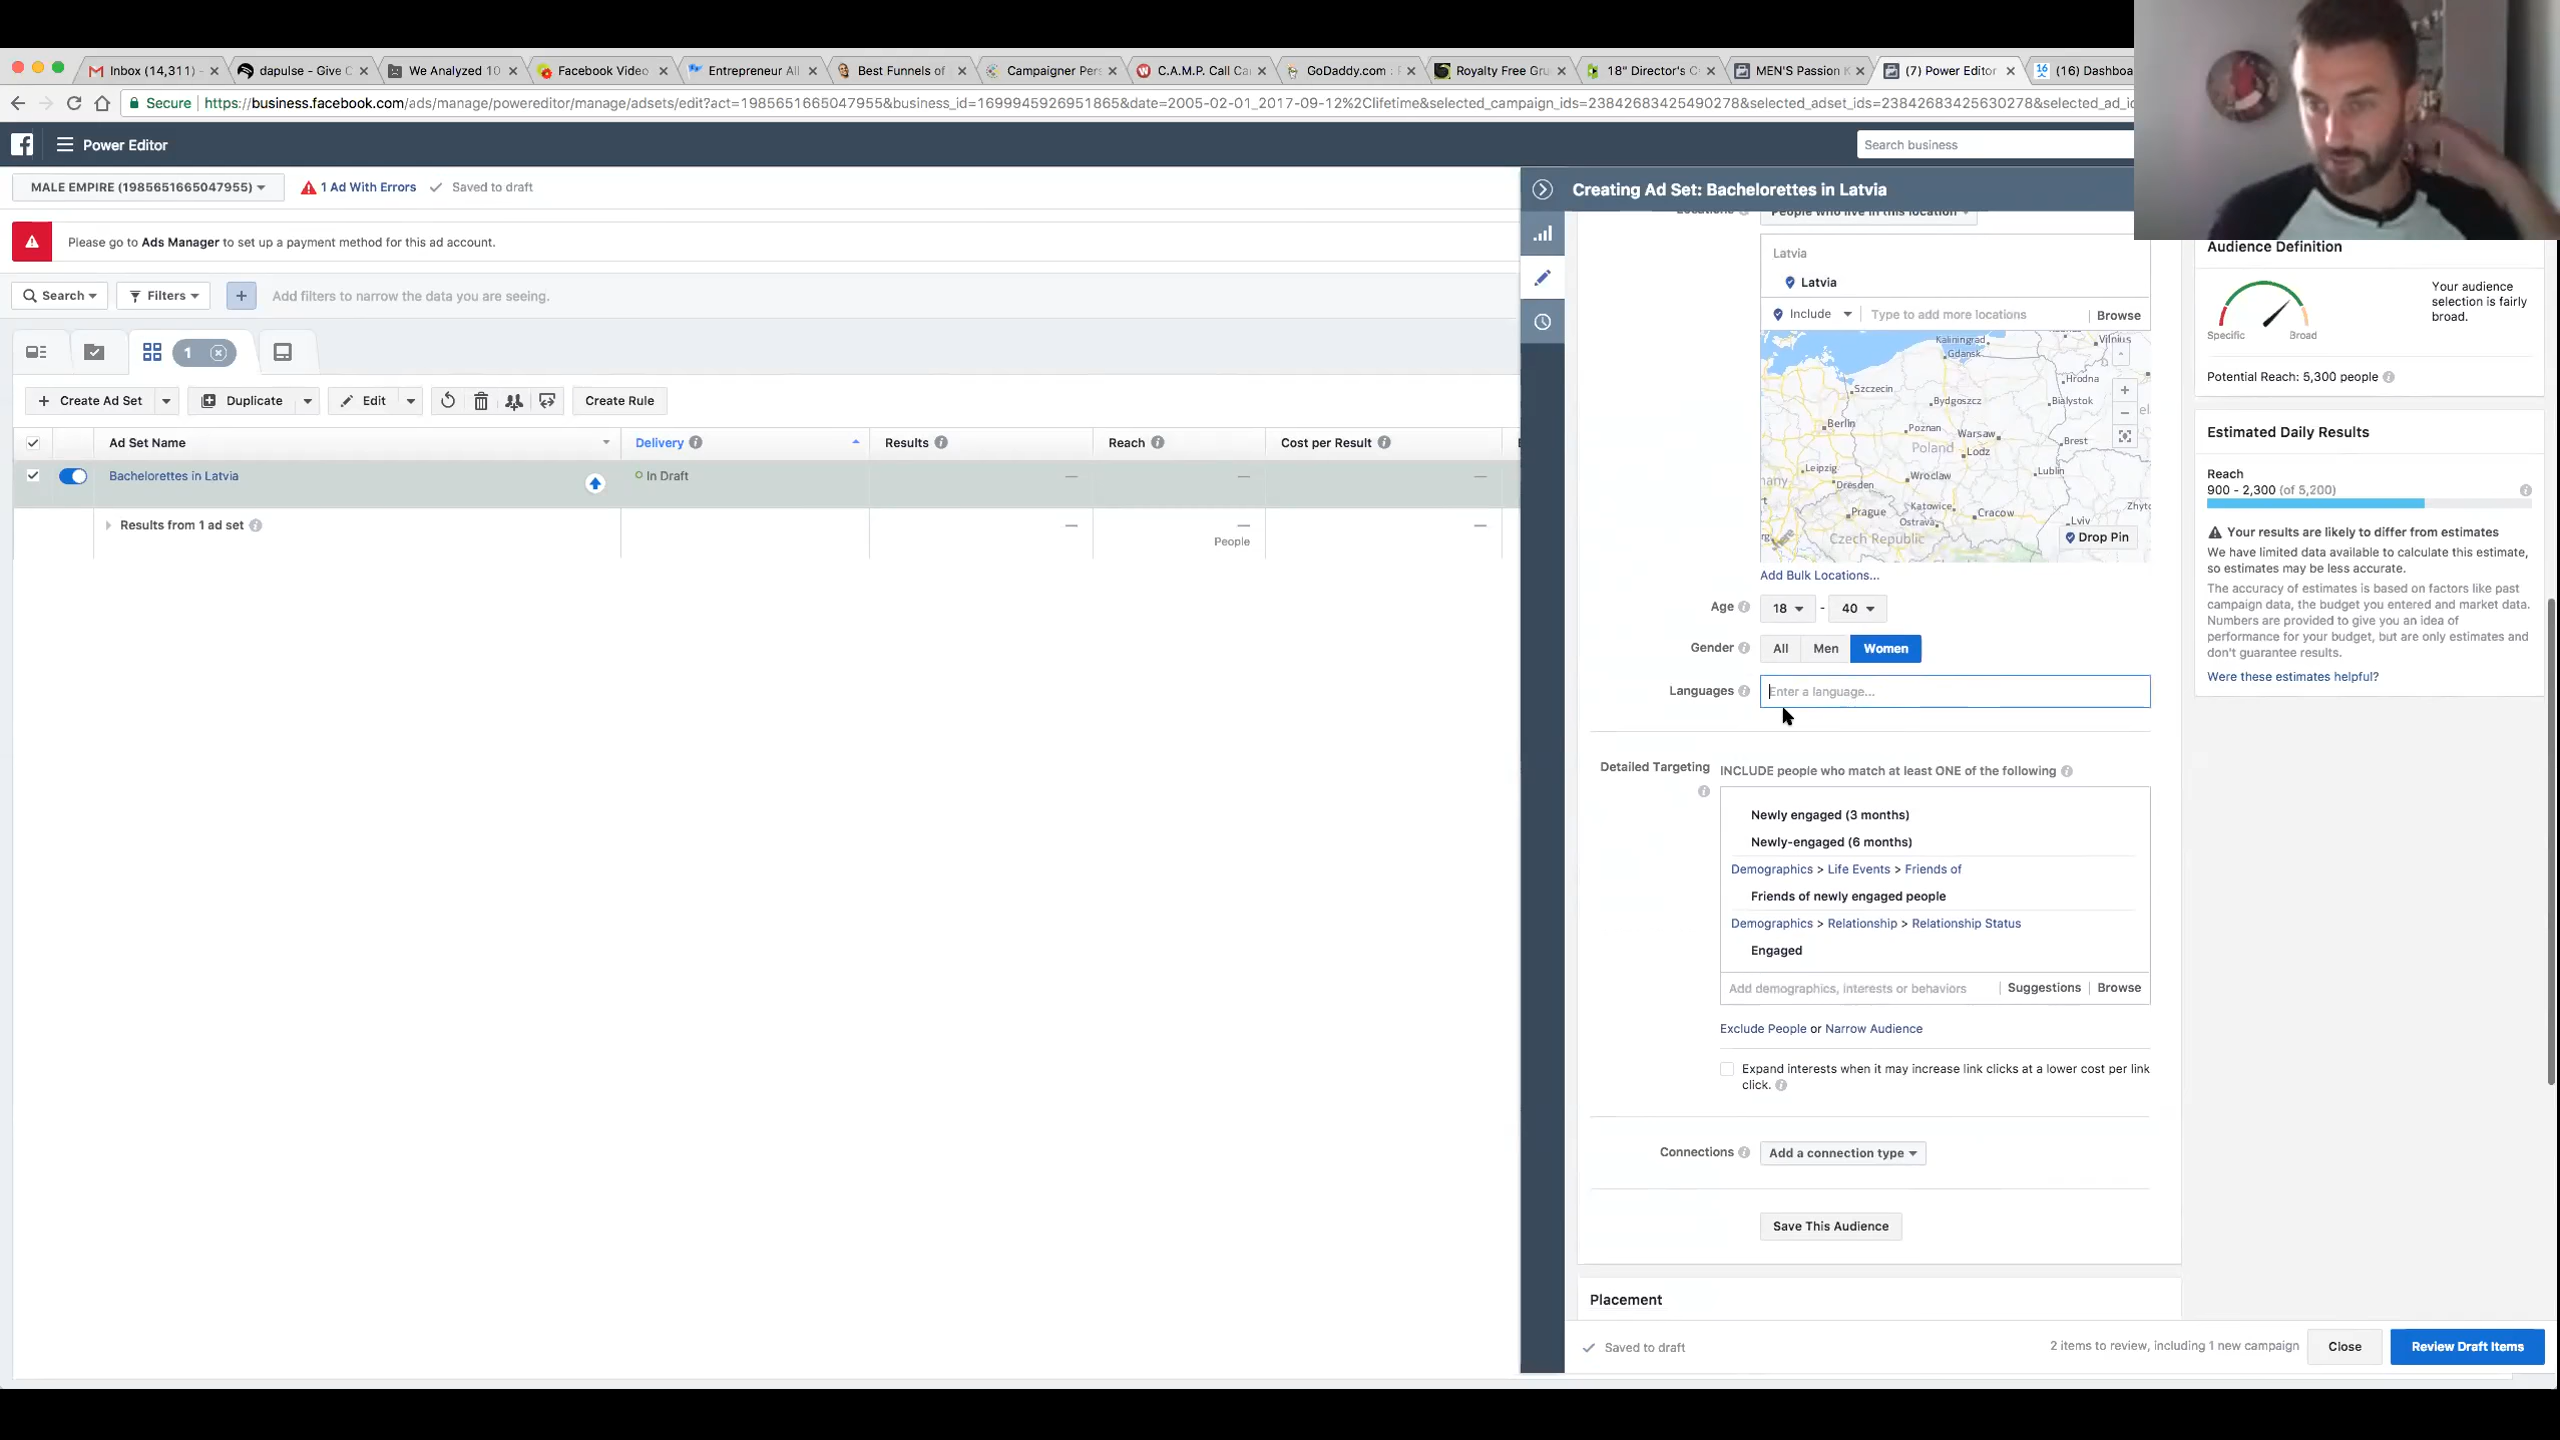 Inbox (14,311) -
dapulse - Give C
We Analyzed 10
Facebook Video
Entrepreneur All
Best Funnels of
Campaigner Pers
C.A.M.P. Call Ca
GoDaddy.com :
Royalty Free Gru
18" Director's C
MEN'S Passion
(7) Power Editor
(16) Dashboa
Secure
https://business.facebook.com/ads/manage/powereditor/manage/adsets/edit?act=1985651665047955&business_id=1699945926951865&date=2005-02-01_2017-09-12%2Clifetime&selected_campaign_ids=23842683425490278&selected_adset_ids=23842683425630278&selected_ad_id
Power Editor
Search business
MALE EMPIRE (1985651665047955)
1 Ad With Errors
Saved to draft
Please go to Ads Manager to set up a payment method for this ad account.
Search
Filters
Add filters to narrow the data you are seeing.
1
Create Ad Set
Duplicate
Edit
Create Rule
Ad Set Name
Delivery
Results
Reach
Cost per Result
Bachelorettes in Latvia
In Draft
—
—
—
Results from 1 ad set
—
—
—
People
Creating Ad Set: Bachelorettes in Latvia
Locations
People who live in this location
Latvia
Latvia
Include
Type to add more locations
Browse
Kaliningrad
Gdansk
Vilnius
Szczecin
Hrodna
Bydgoszcz
Bialystok
Berlin
Poznan
Warsaw
Brest
Poland
Lodz
Leipzig
Wroclaw
Lublin
many
Dresden
Prague
Katowice
Ostrava
Cracow
Lviv
Zhyto
Czech Republic
Drop Pin
Add Bulk Locations...
Age
18
-
40
Gender
All
Men
Women
Languages
Enter a language...
Detailed Targeting
INCLUDE people who match at least ONE of the following
Newly engaged (3 months)
Newly-engaged (6 months)
Demographics > Life Events > Friends of
Friends of newly engaged people
Demographics > Relationship > Relationship Status
Engaged
Add demographics, interests or behaviors
Suggestions
Browse
Exclude People or Narrow Audience
Expand interests when it may increase link clicks at a lower cost per link
click.
Connections
Add a connection type
Save This Audience
Placement
Saved to draft
2 items to review, including 1 new campaign
Close
Review Draft Items
Audience Definition
Your audience
selection is fairly
broad.
Specific
Broad
Potential Reach: 5,300 people
Estimated Daily Results
Reach
900 - 2,300 (of 5,200)
Your results are likely to differ from estimates
We have limited data available to calculate this estimate,
so estimates may be less accurate.
The accuracy of estimates is based on factors like past
campaign data, the budget you entered and market data.
Numbers are provided to give you an idea of
performance for your budget, but are only estimates and
don't guarantee results.
Were these estimates helpful?